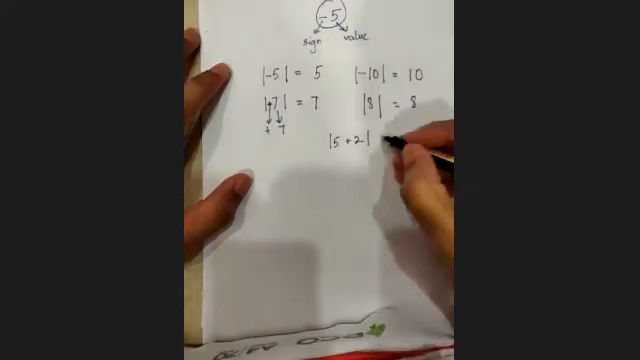 -5
sign value
|-5| = 5 |-10| = 10
|+7| = 7 |8| = 8
+ 7
|5+2|